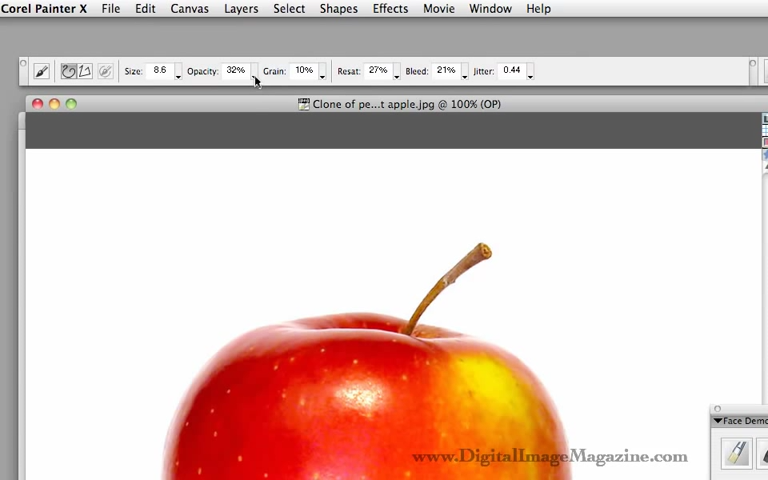 Corel Painter X File Edit Canvas Layers Select Shapes Effects Movie Window Help
Size: 8.6 Opacity: 32% Grain: 10% Resat: 27% Bleed: 21% Jitter: 0.44
Clone of pe...t apple.jpg @ 100% (OP)
Face Demo
www.DigitalImageMagazine.com